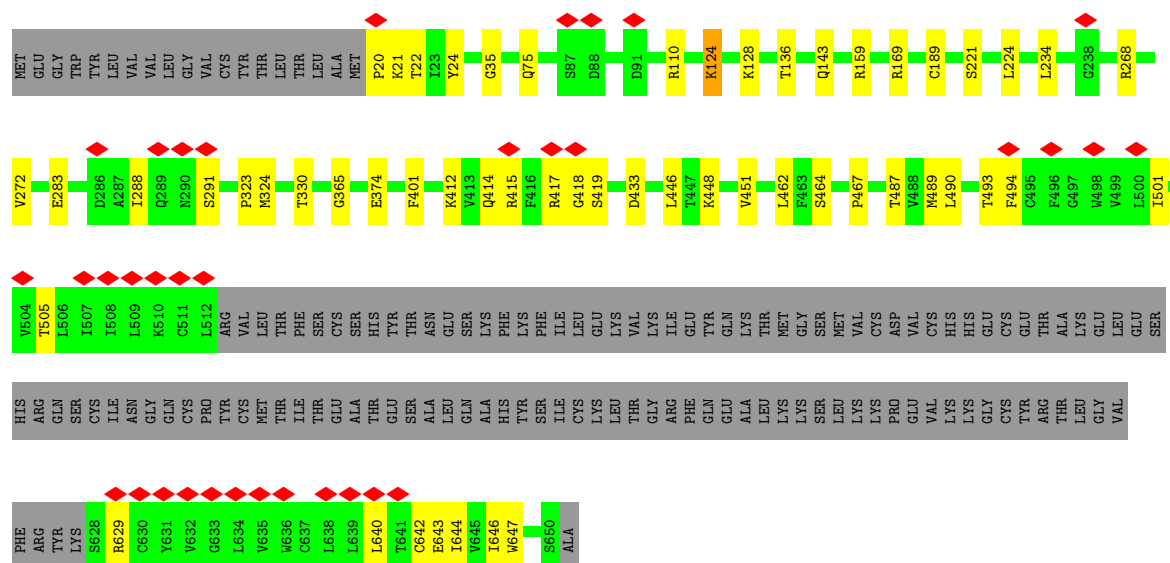 MET GLU GLY TRP TYR LEU VAL VAL LEU GLY VAL CYS TYR THR LEU THR LEU ALA MET P20 K21 T22 I23 Y24 G35 Q75 S87 D88 D91 R110 K124 K128 T136 Q143 R159 R169 C189 S221 L224 L234 G238 R268
V272 E283 D286 A287 I288 Q289 N290 S291 P323 M324 T330 G365 E374 F401 K412 V413 Q414 R415 F416 R417 G418 S419 D433 L446 T447 K448 V451 L462 F463 S464 P467 T487 V488 M489 L490 T493 F494 C495 F496 G497 W498 V499 L500 I501
V504 T505 L506 I507 I508 L509 K510 C511 L512 ARG VAL LEU THR PHE SER CYS SER HIS TYR THR ASN GLU SER LYS PHE LYS PHE ILE LEU GLU LYS VAL LYS ILE GLU TYR GLN LYS THR MET GLY SER MET VAL CYS ASP VAL CYS HIS HIS GLU CYS GLU THR ALA LYS GLU LEU GLU SER
HIS ARG GLN SER CYS ILE ASN GLY GLN CYS PRO TYR CYS MET THR ILE THR GLU ALA THR GLU SER ALA LEU GLN ALA HIS TYR SER ILE CYS LYS LEU THR GLY ARG PHE GLN GLU ALA LEU LYS LYS SER LEU LYS LYS PRO GLU VAL LYS LYS GLY CYS TYR ARG THR LEU GLY VAL
PHE ARG TYR LYS S628 R629 C630 Y631 V632 G633 L634 V635 W636 C637 L638 L639 L640 T641 C642 E643 I644 V645 I646 W647 S650 ALA